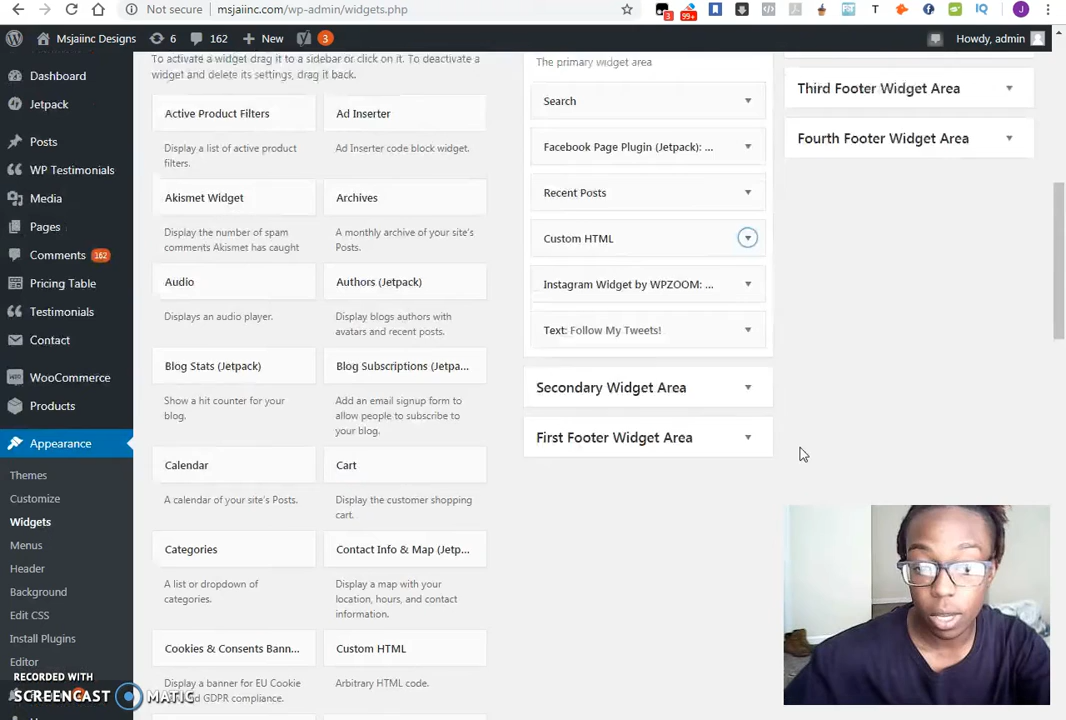 Not secure
msjaiinc.com/wp-admin/widgets.php
3
99+
T
IQ
J
Msjaiinc Designs
6
162
+ New
3
Howdy, admin
Dashboard
Jetpack
Posts
WP Testimonials
Media
Pages
Comments 162
Pricing Table
Testimonials
Contact
WooCommerce
Products
Appearance
Themes
Customize
Widgets
Menus
Header
Background
Edit CSS
Install Plugins
Editor
To activate a widget drag it to a sidebar or click on it. To deactivate a
widget and delete its settings, drag it back.
Active Product Filters
Display a list of active product
filters.
Ad Inserter
Ad Inserter code block widget.
Akismet Widget
Display the number of spam
comments Akismet has caught
Archives
A monthly archive of your site's
Posts.
Audio
Displays an audio player.
Authors (Jetpack)
Display blogs authors with
avatars and recent posts.
Blog Stats (Jetpack)
Show a hit counter for your
blog.
Blog Subscriptions (Jetpa...
Add an email signup form to
allow people to subscribe to
your blog.
Calendar
A calendar of your site's Posts.
Cart
Display the customer shopping
cart.
Categories
A list or dropdown of
categories.
Contact Info & Map (Jetp...
Display a map with your
location, hours, and contact
information.
Cookies & Consents Bann...
Display a banner for EU Cookie
d GDPR compliance.
Custom HTML
Arbitrary HTML code.
The primary widget area
Search
Facebook Page Plugin (Jetpack): ...
Recent Posts
Custom HTML
Instagram Widget by WPZOOM: ...
Text: Follow My Tweets!
Secondary Widget Area
First Footer Widget Area
Third Footer Widget Area
Fourth Footer Widget Area
RECORDED WITH
SCREENCAST MATIC